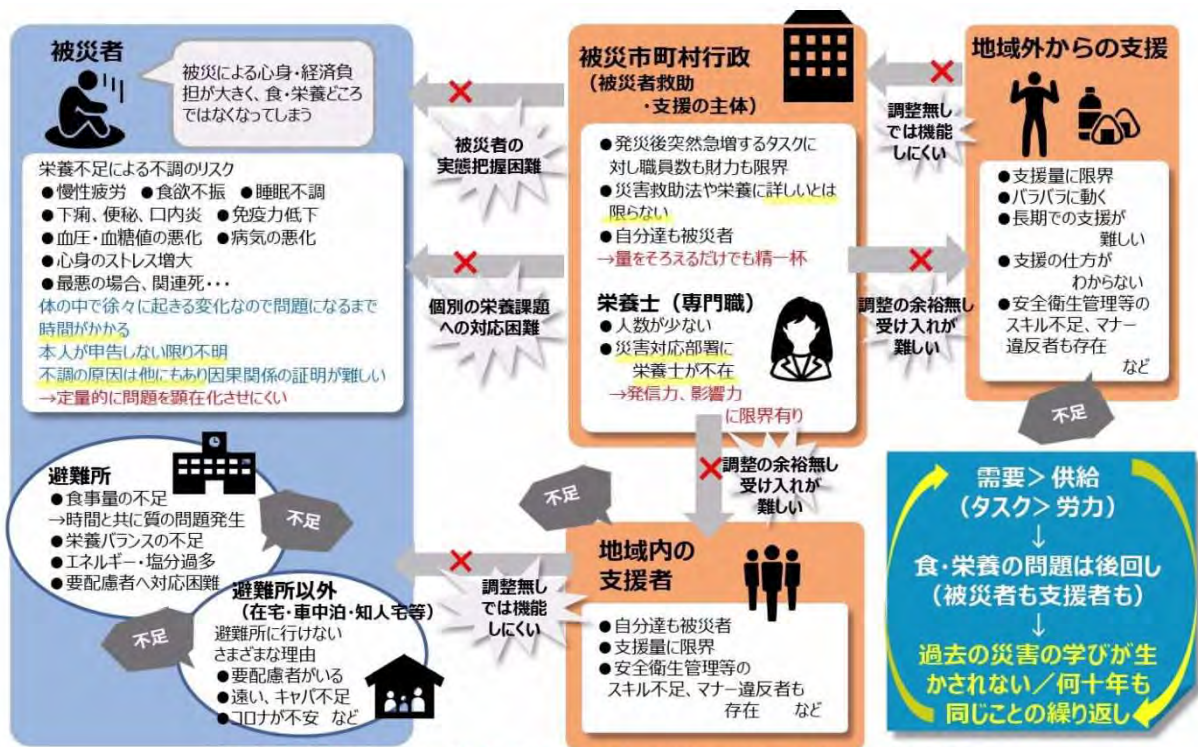 被災者
被災による心身・経済負
担が大きく、食・栄養どころ
ではなくなってしまう
栄養不足による不調のリスク
●慢性疲労 ●食欲不振 ●睡眠不調
●下痢、便秘、口内炎 ●免疫力低下
●血圧・血糖値の悪化 ●病気の悪化
●心身のストレス増大
●最悪の場合、関連死・・・
体の中で徐々に起きる変化なので問題になるまで
時間がかかる
本人が申告しない限り不明
不調の原因は他にもあり因果関係の証明が難しい
→定量的に問題を顕在化させにくい
避難所
●食事量の不足
→時間と共に質の問題発生
●栄養バランスの不足
●エネルギー・塩分過多
●要配慮者へ対応困難
不足
避難所以外
(在宅・車中泊・知人宅等)
避難所に行けない
さまざまな理由
●要配慮者がいる
●遠い、キャパ不足
●コロナが不安 など
不足
被災者の
実態把握困難
個別の栄養課題
への対応困難
被災市町村行政
(被災者救助
・支援の主体)
●発災後突然急増するタスクに
対し職員数も財力も限界
●災害救助法や栄養に詳しいとは
限らない
●自分達も被災者
→量をそろえるだけでも精一杯
栄養士(専門職)
●人数が少ない
●災害対応部署に
栄養士が不在
→発信力、影響力
に限界有り
調整無し
では機能
しにくい
調整の余裕無し
受け入れが
難しい
地域外からの支援
●支援量に限界
●バラバラに動く
●長期での支援が
難しい
●支援の仕方が
わからない
●安全衛生管理等の
スキル不足、マナー
違反者も存在
など
不足
調整の余裕無し
受け入れが
難しい
不足
地域内の
支援者
●自分達も被災者
●支援量に限界
●安全衛生管理等の
スキル不足、マナー違反者も
存在 など
調整無し
では機能
しにくい
需要>供給
(タスク>労力)
↓
食・栄養の問題は後回し
(被災者も支援者も)
↓
過去の災害の学びが生
かされない/何十年も
同じことの繰り返し